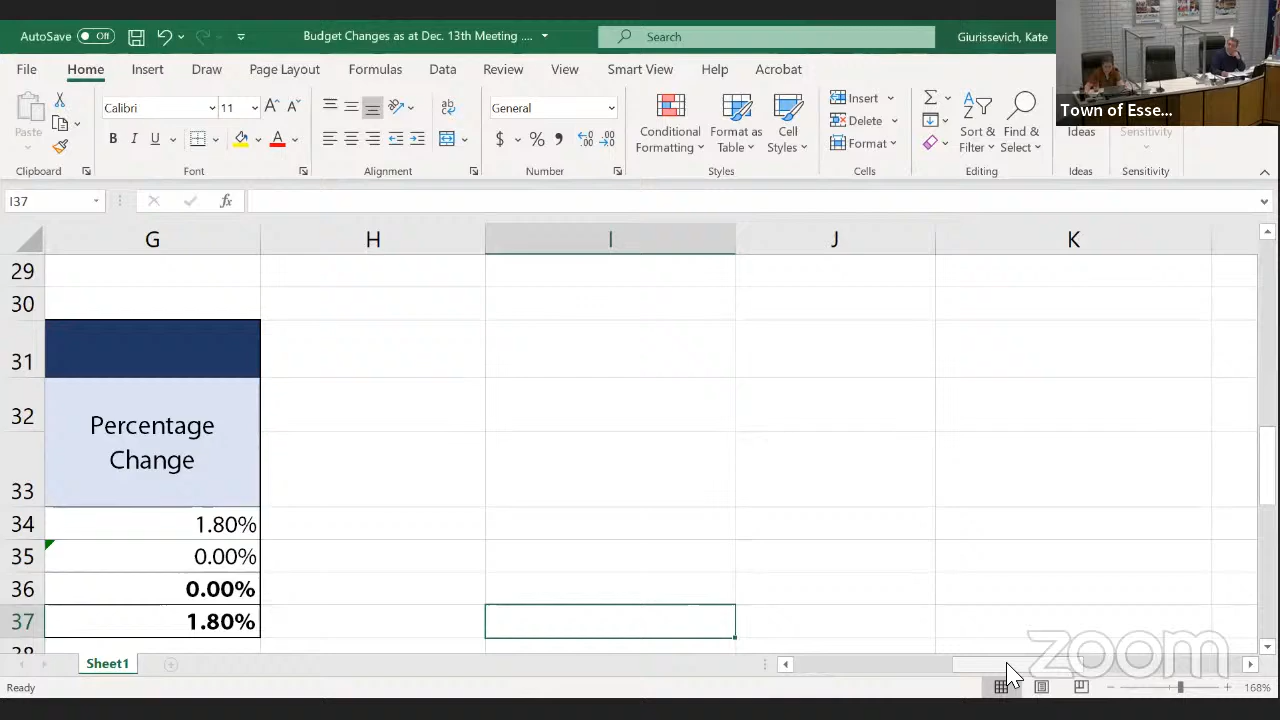 AutoSave Off Budget Changes as at Dec. 13th Meeting .... Search Giurissevich, Kate
File Home Insert Draw Page Layout Formulas Data Review View Smart View Help Acrobat
Town of Esse...
Paste
Calibri 11 A A
General
B I U A
$ % 9
Conditional Formatting
Format as Table
Cell Styles
Insert
Delete
Format
Sort & Filter
Find & Select
Ideas
Sensitivity
Clipboard Font Alignment Number Styles Cells Editing Ideas Sensitivity
I37 fx
G H I J K
29
30
31
32 Percentage
Change
33
34 1.80%
35 0.00%
36 0.00%
37 1.80%
38
Sheet1
zoom
Ready 168%